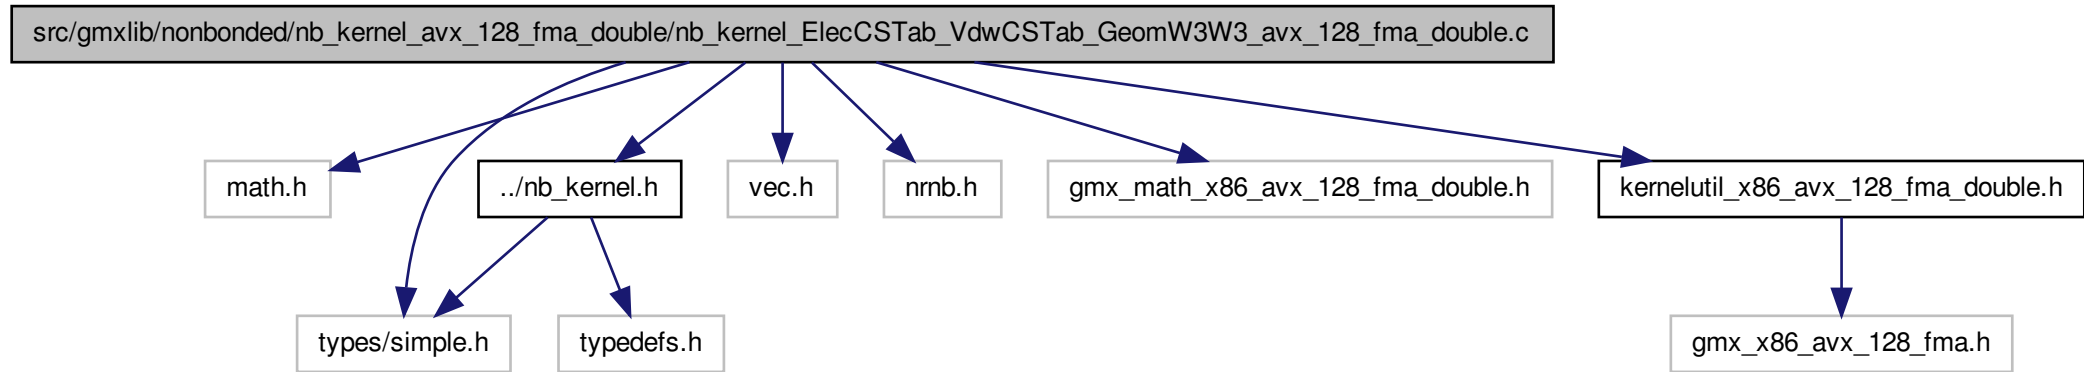 src/gmxlib/nonbonded/nb_kernel_avx_128_fma_double/nb_kernel_ElecCSTab_VdwCSTab_GeomW3W3_avx_128_fma_double.c
math.h
../nb_kernel.h
vec.h
nrnb.h
gmx_math_x86_avx_128_fma_double.h
kernelutil_x86_avx_128_fma_double.h
types/simple.h
typedefs.h
gmx_x86_avx_128_fma.h